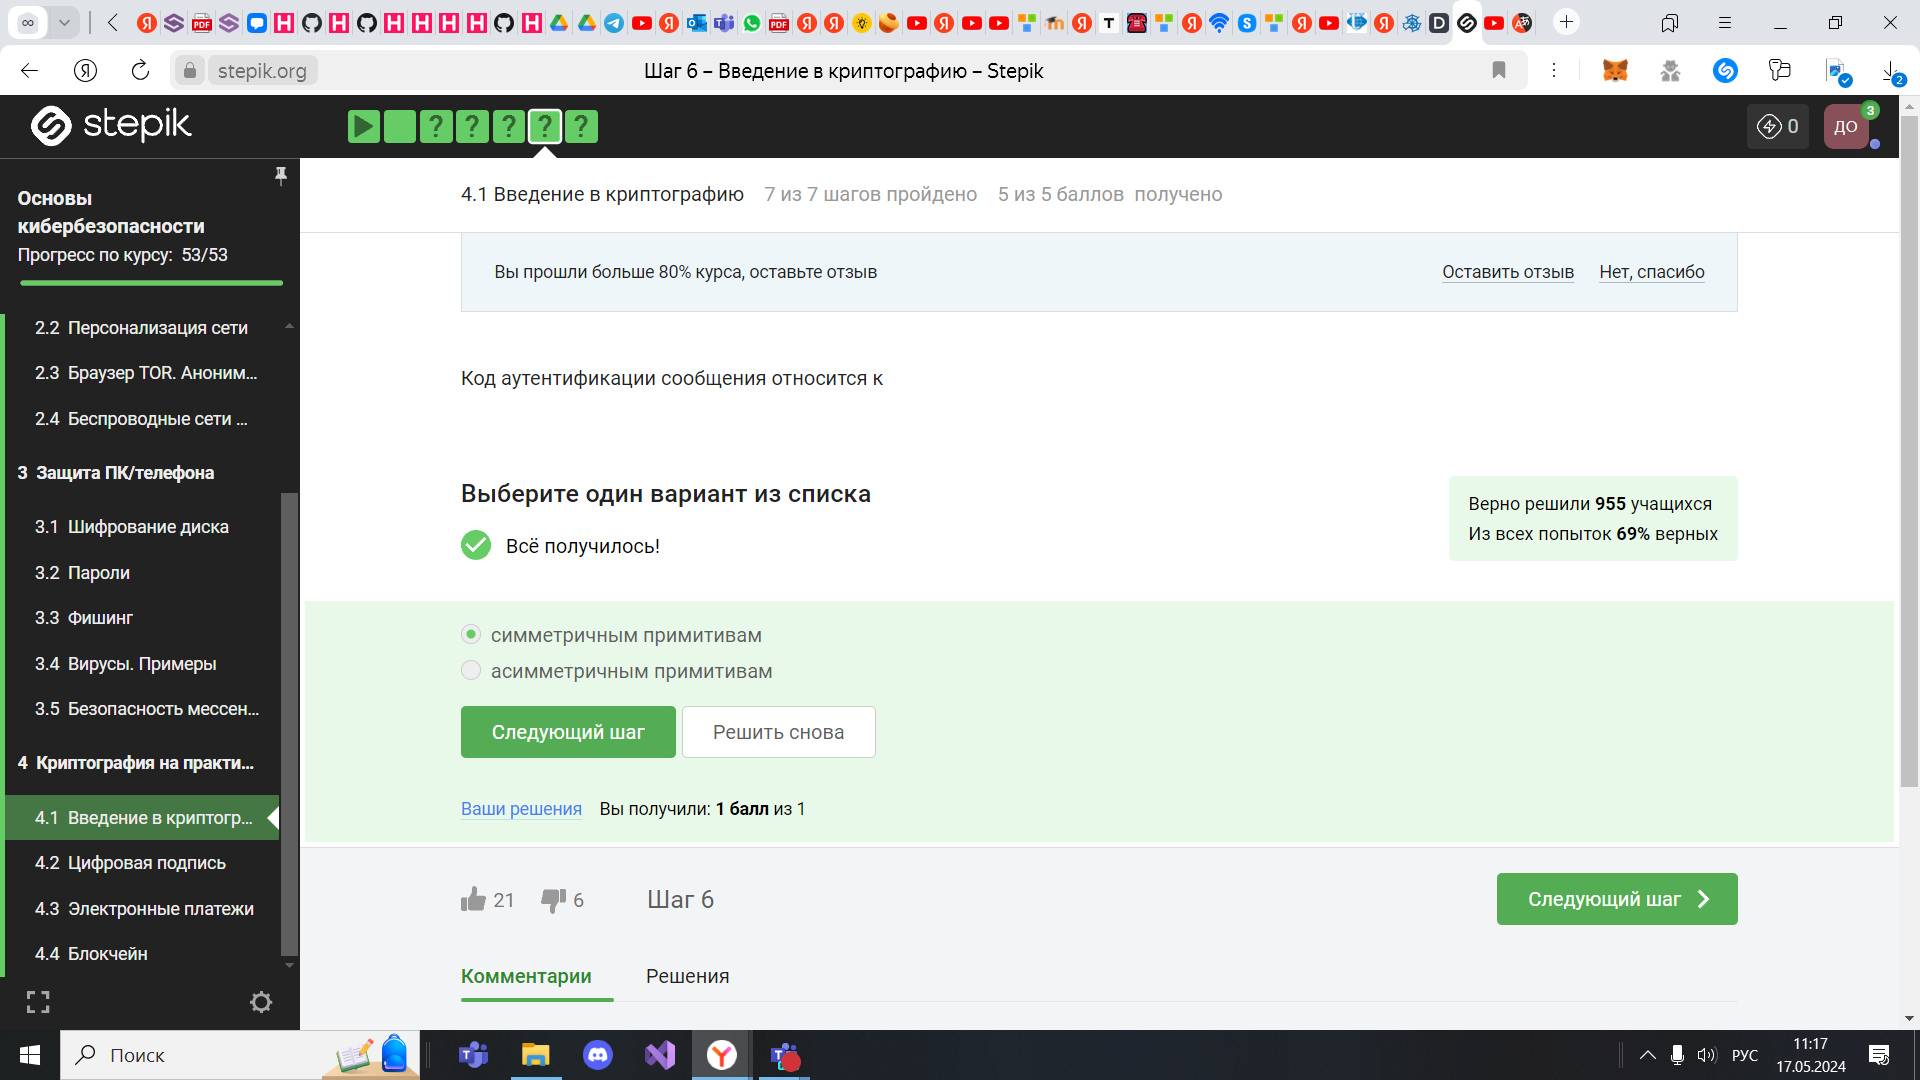 stepik.org
Шаг 6 – Введение в криптографию – Stepik
2
stepik
?
?
?
?
?
0
ДО
3
Основы кибербезопасности
Прогресс по курсу: 53/53
2.2 Персонализация сети
2.3 Браузер TOR. Аноним...
2.4 Беспроводные сети ...
3 Защита ПК/телефона
3.1 Шифрование диска
3.2 Пароли
3.3 Фишинг
3.4 Вирусы. Примеры
3.5 Безопасность мессен...
4 Криптография на практи...
4.1 Введение в криптогр...
4.2 Цифровая подпись
4.3 Электронные платежи
4.4 Блокчейн
4.1 Введение в криптографию 7 из 7 шагов пройдено 5 из 5 баллов получено
Вы прошли больше 80% курса, оставьте отзыв
Оставить отзыв
Нет, спасибо
Код аутентификации сообщения относится к
Выберите один вариант из списка
Всё получилось!
Верно решили 955 учащихся
Из всех попыток 69% верных
симметричным примитивам
асимметричным примитивам
Следующий шаг
Решить снова
Ваши решения Вы получили: 1 балл из 1
21
6
Шаг 6
Следующий шаг
Комментарии
Решения
Поиск
РУС
11:17
17.05.2024